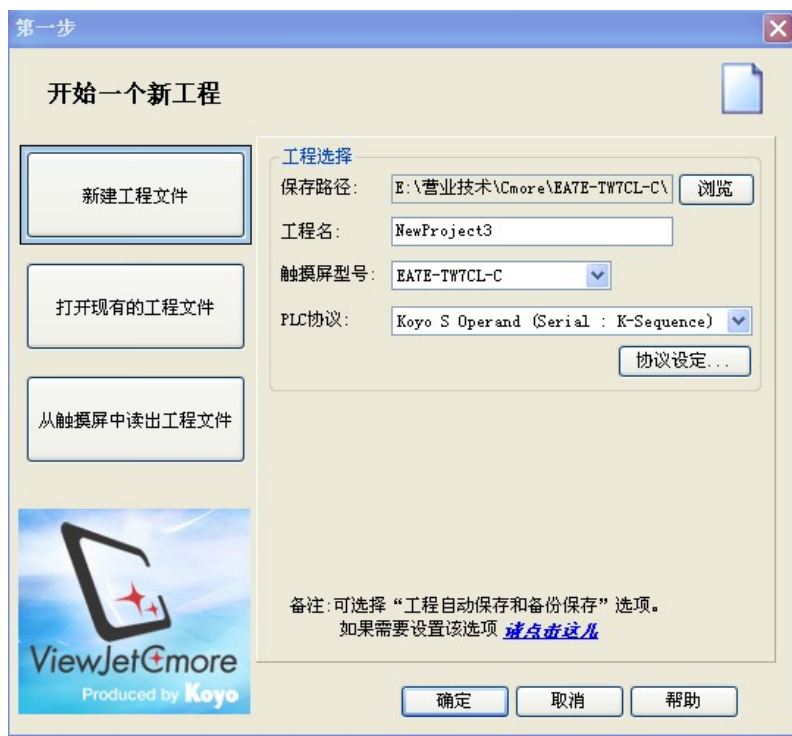 第一步
开始一个新工程
新建工程文件
打开现有的工程文件
从触摸屏中读出工程文件
工程选择
保存路径: E:\营业技术\Cmore\EA7E-TW7CL-C\ 浏览
工程名: NewProject3
触摸屏型号: EA7E-TW7CL-C
PLC协议: Koyo S Operand (Serial : K-Sequence)
协议设定...
备注:可选择“工程自动保存和备份保存”选项。
如果需要设置该选项 请点击这儿
ViewJetCmore
Produced by Koyo
确定 取消 帮助